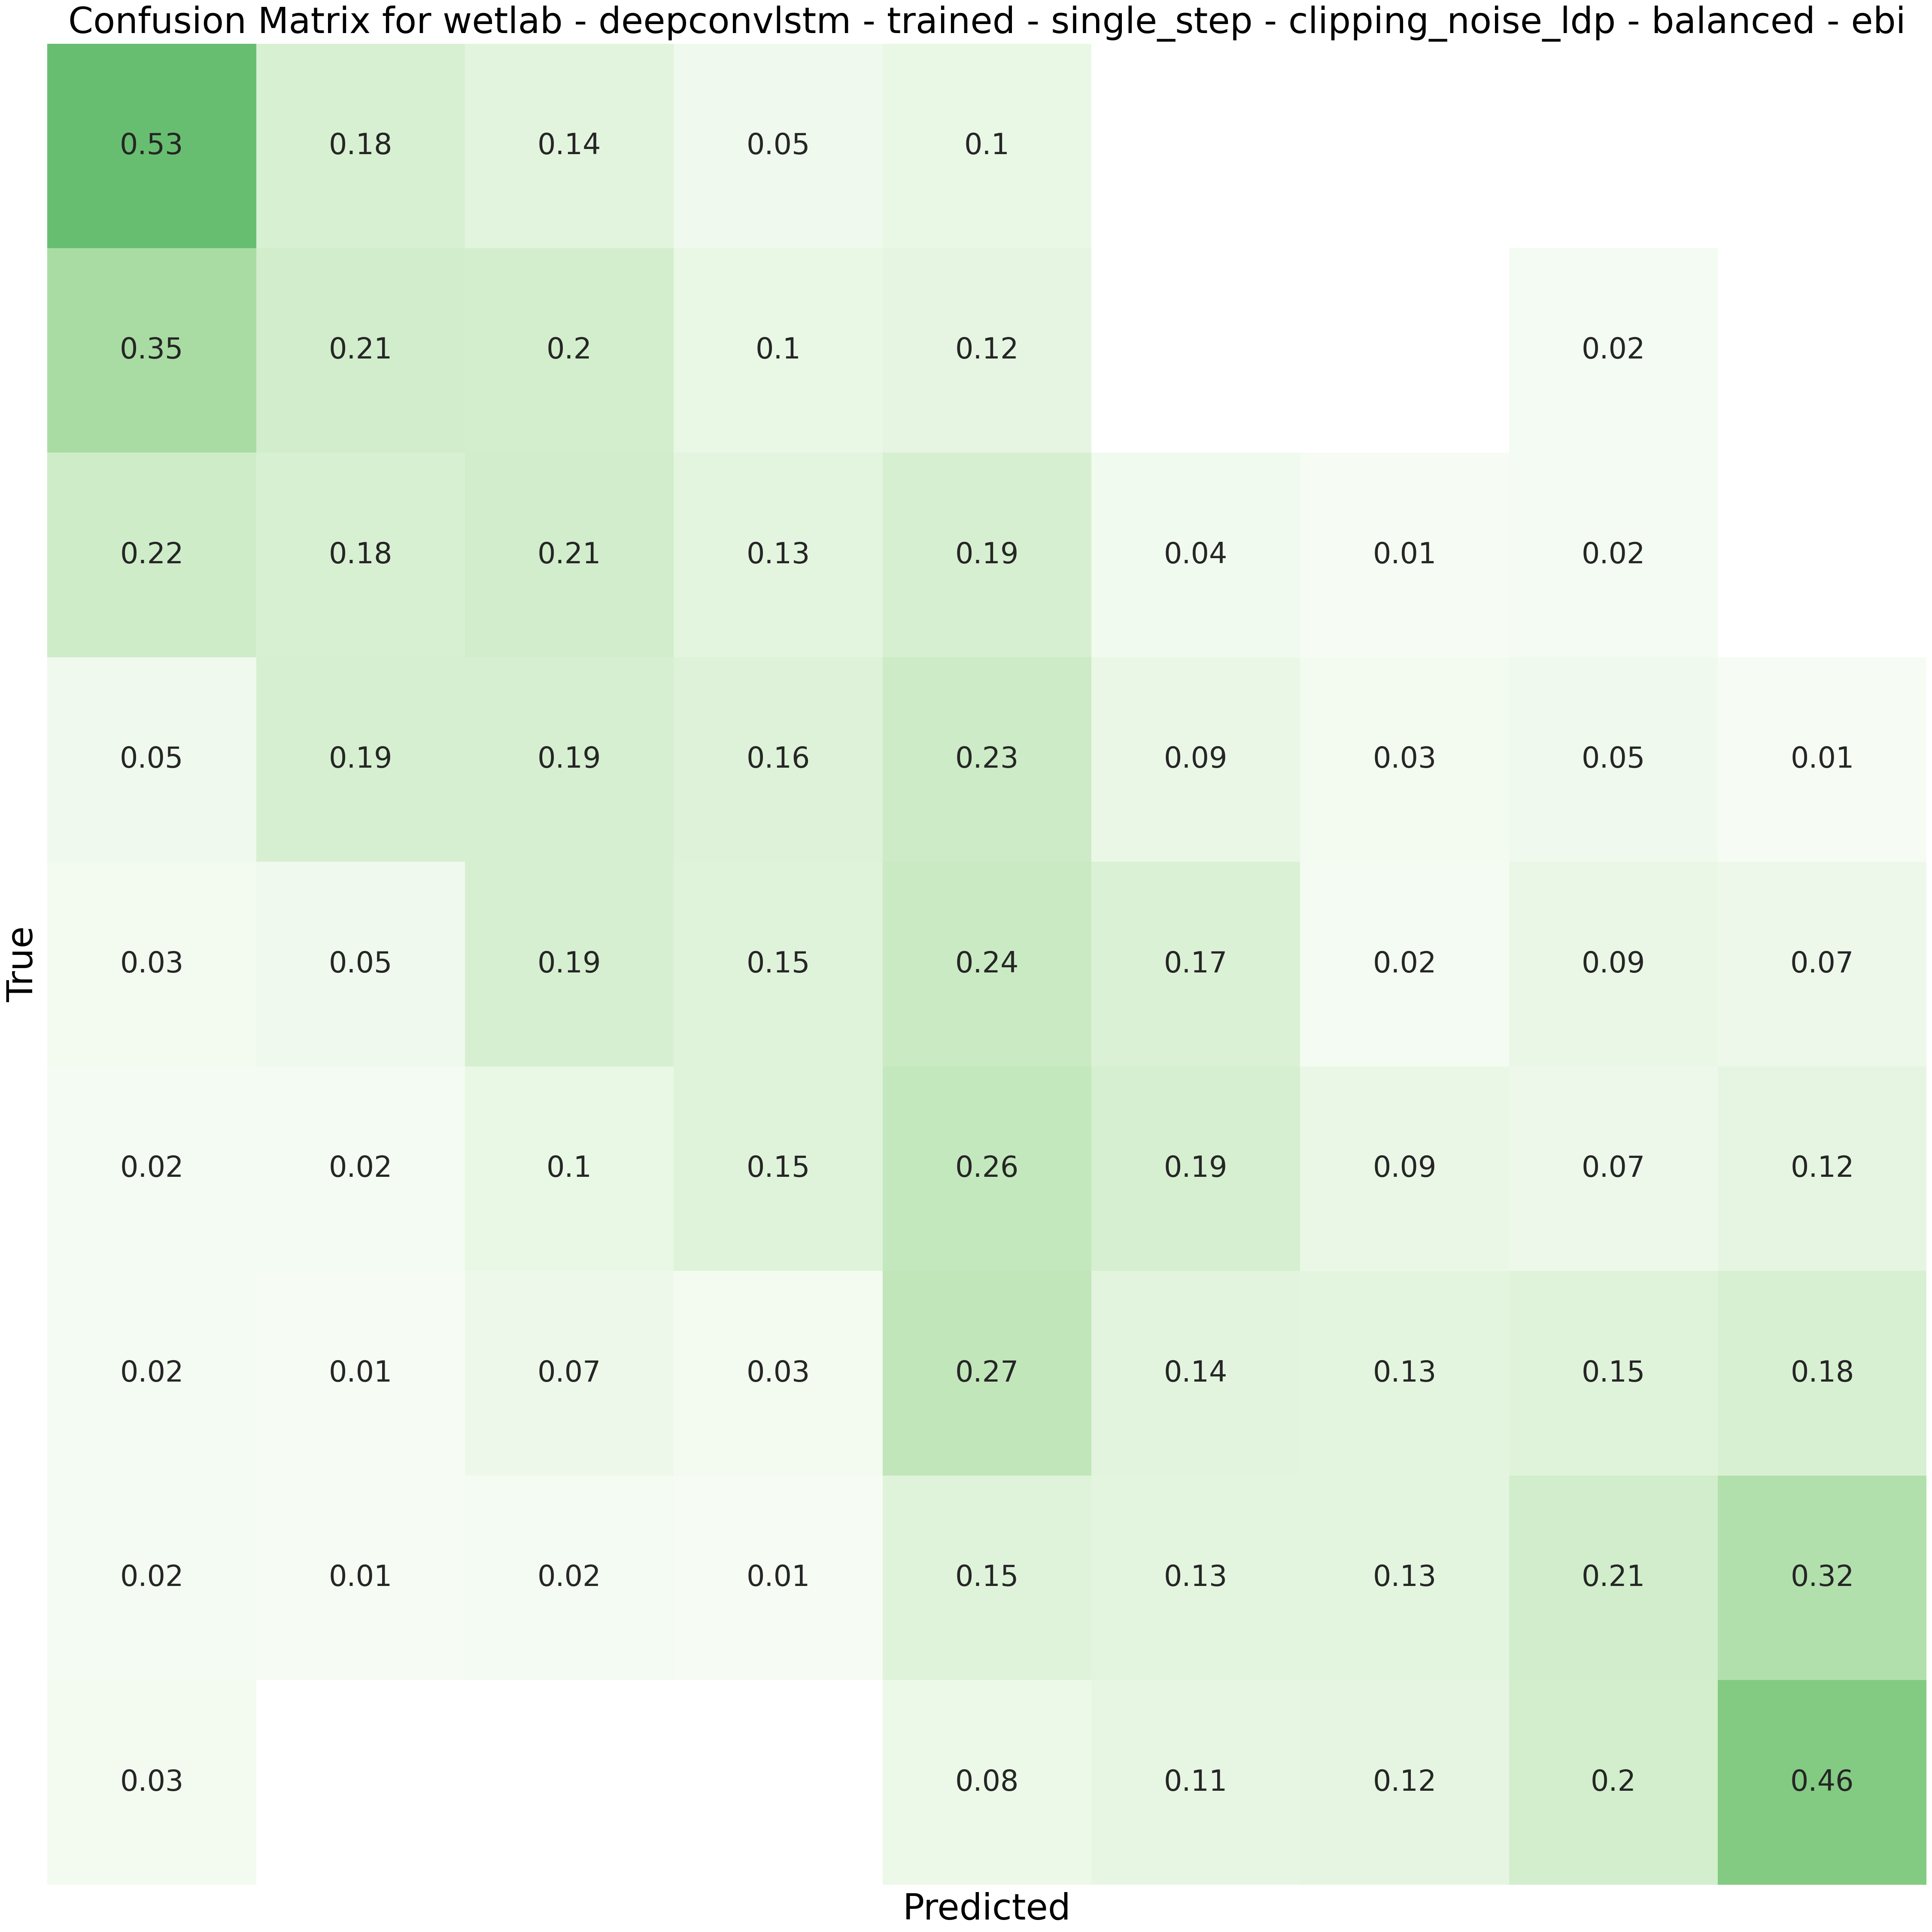 Confusion Matrix for wetlab - deepconvlstm - trained - single_step - clipping_noise_ldp - balanced - ebi
0.53 0.18 0.14 0.05 0.1
0.35 0.21 0.2 0.1 0.12 0.02
0.22 0.18 0.21 0.13 0.19 0.04 0.01 0.02
0.05 0.19 0.19 0.16 0.23 0.09 0.03 0.05 0.01
True
0.03 0.05 0.19 0.15 0.24 0.17 0.02 0.09 0.07
0.02 0.02 0.1 0.15 0.26 0.19 0.09 0.07 0.12
0.02 0.01 0.07 0.03 0.27 0.14 0.13 0.15 0.18
0.02 0.01 0.02 0.01 0.15 0.13 0.13 0.21 0.32
0.03 0.08 0.11 0.12 0.2 0.46
Predicted